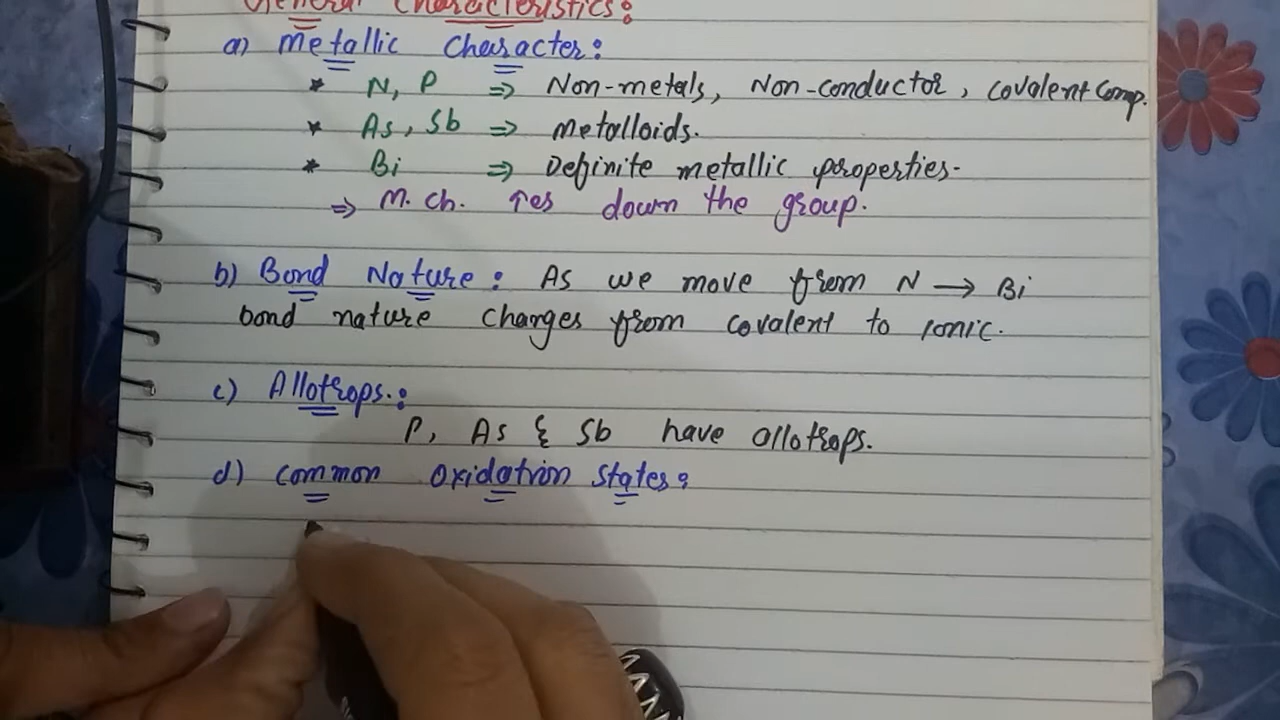 General Characteristics:
a) Metallic Character:
* N, P ⇒ Non-metals, Non-conductor, Covalent Comp.
* As, Sb ⇒ Metalloids.
* Bi ⇒ Definite metallic properties.
⇒ M. Ch. ↑es down the group.
b) Bond Nature: As we move from N → Bi
bond nature changes from covalent to Ionic.
c) Allotrops.:
P, As & Sb have allotrops.
d) Common Oxidation States: